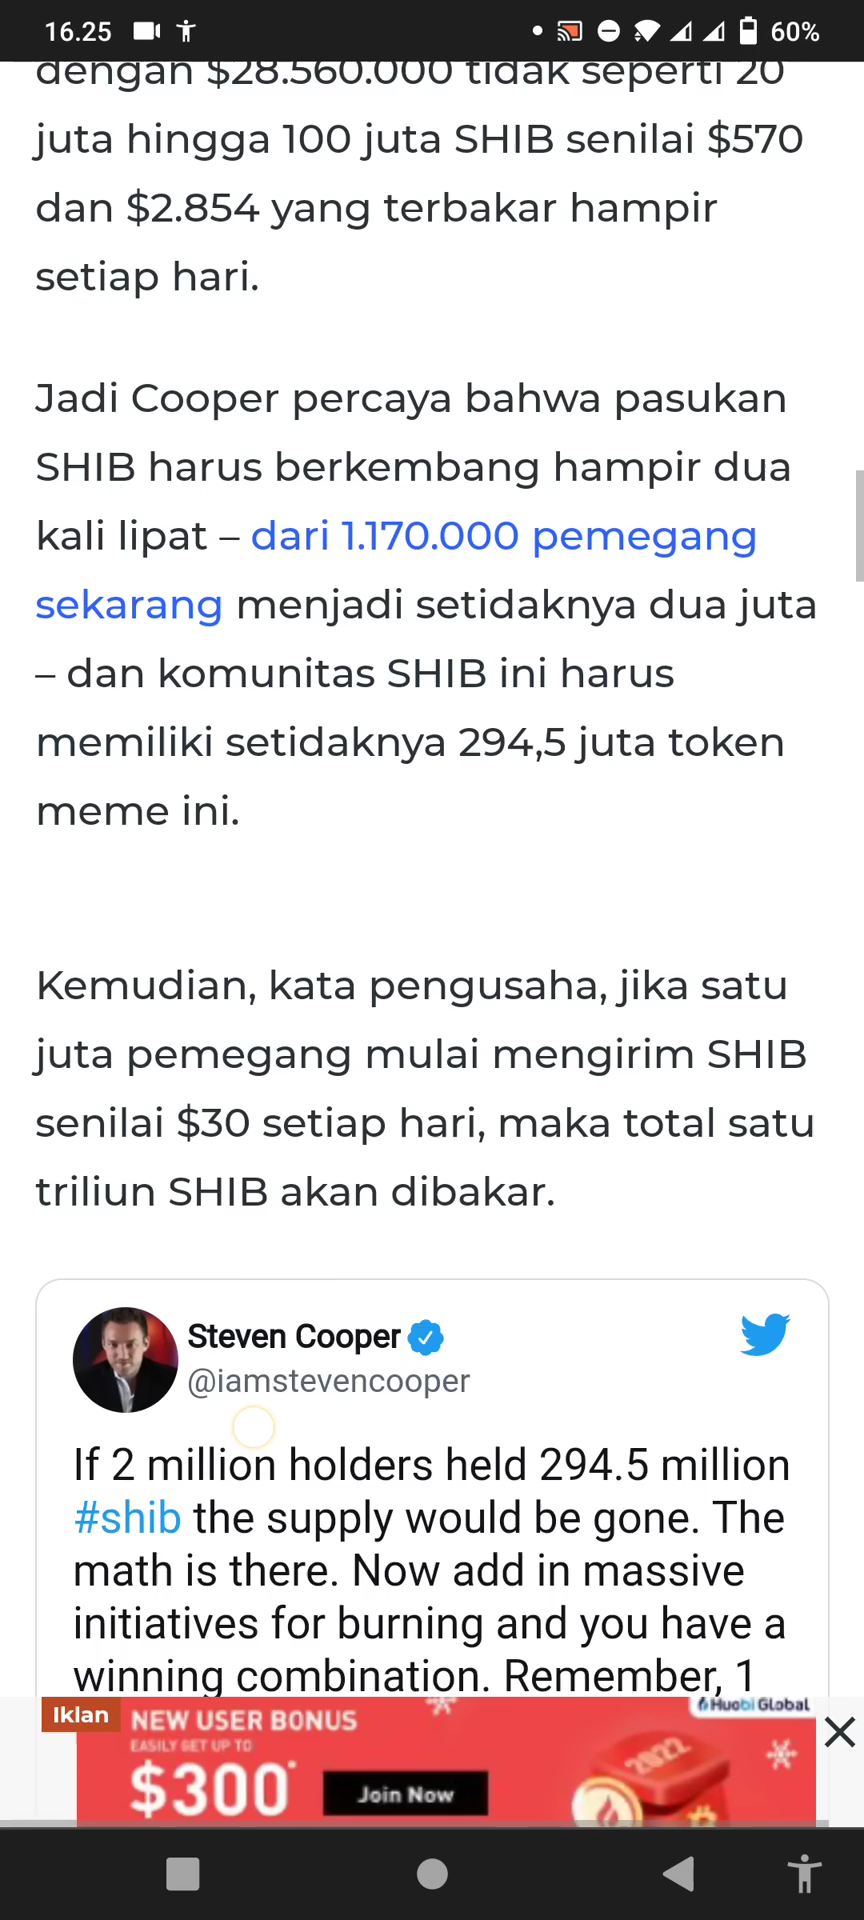 16.25
60%
dengan $28.560.000 tidak seperti 20
juta hingga 100 juta SHIB senilai $570
dan $2.854 yang terbakar hampir
setiap hari.
Jadi Cooper percaya bahwa pasukan
SHIB harus berkembang hampir dua
kali lipat – dari 1.170.000 pemegang
sekarang menjadi setidaknya dua juta
– dan komunitas SHIB ini harus
memiliki setidaknya 294,5 juta token
meme ini.
Kemudian, kata pengusaha, jika satu
juta pemegang mulai mengirim SHIB
senilai $30 setiap hari, maka total satu
triliun SHIB akan dibakar.
Steven Cooper
@iamstevencooper
If 2 million holders held 294.5 million
#shib the supply would be gone. The
math is there. Now add in massive
initiatives for burning and you have a
winning combination. Remember, 1
Iklan
NEW USER BONUS
EASILY GET UP TO
$300*
Join Now
Huobi Global
2022